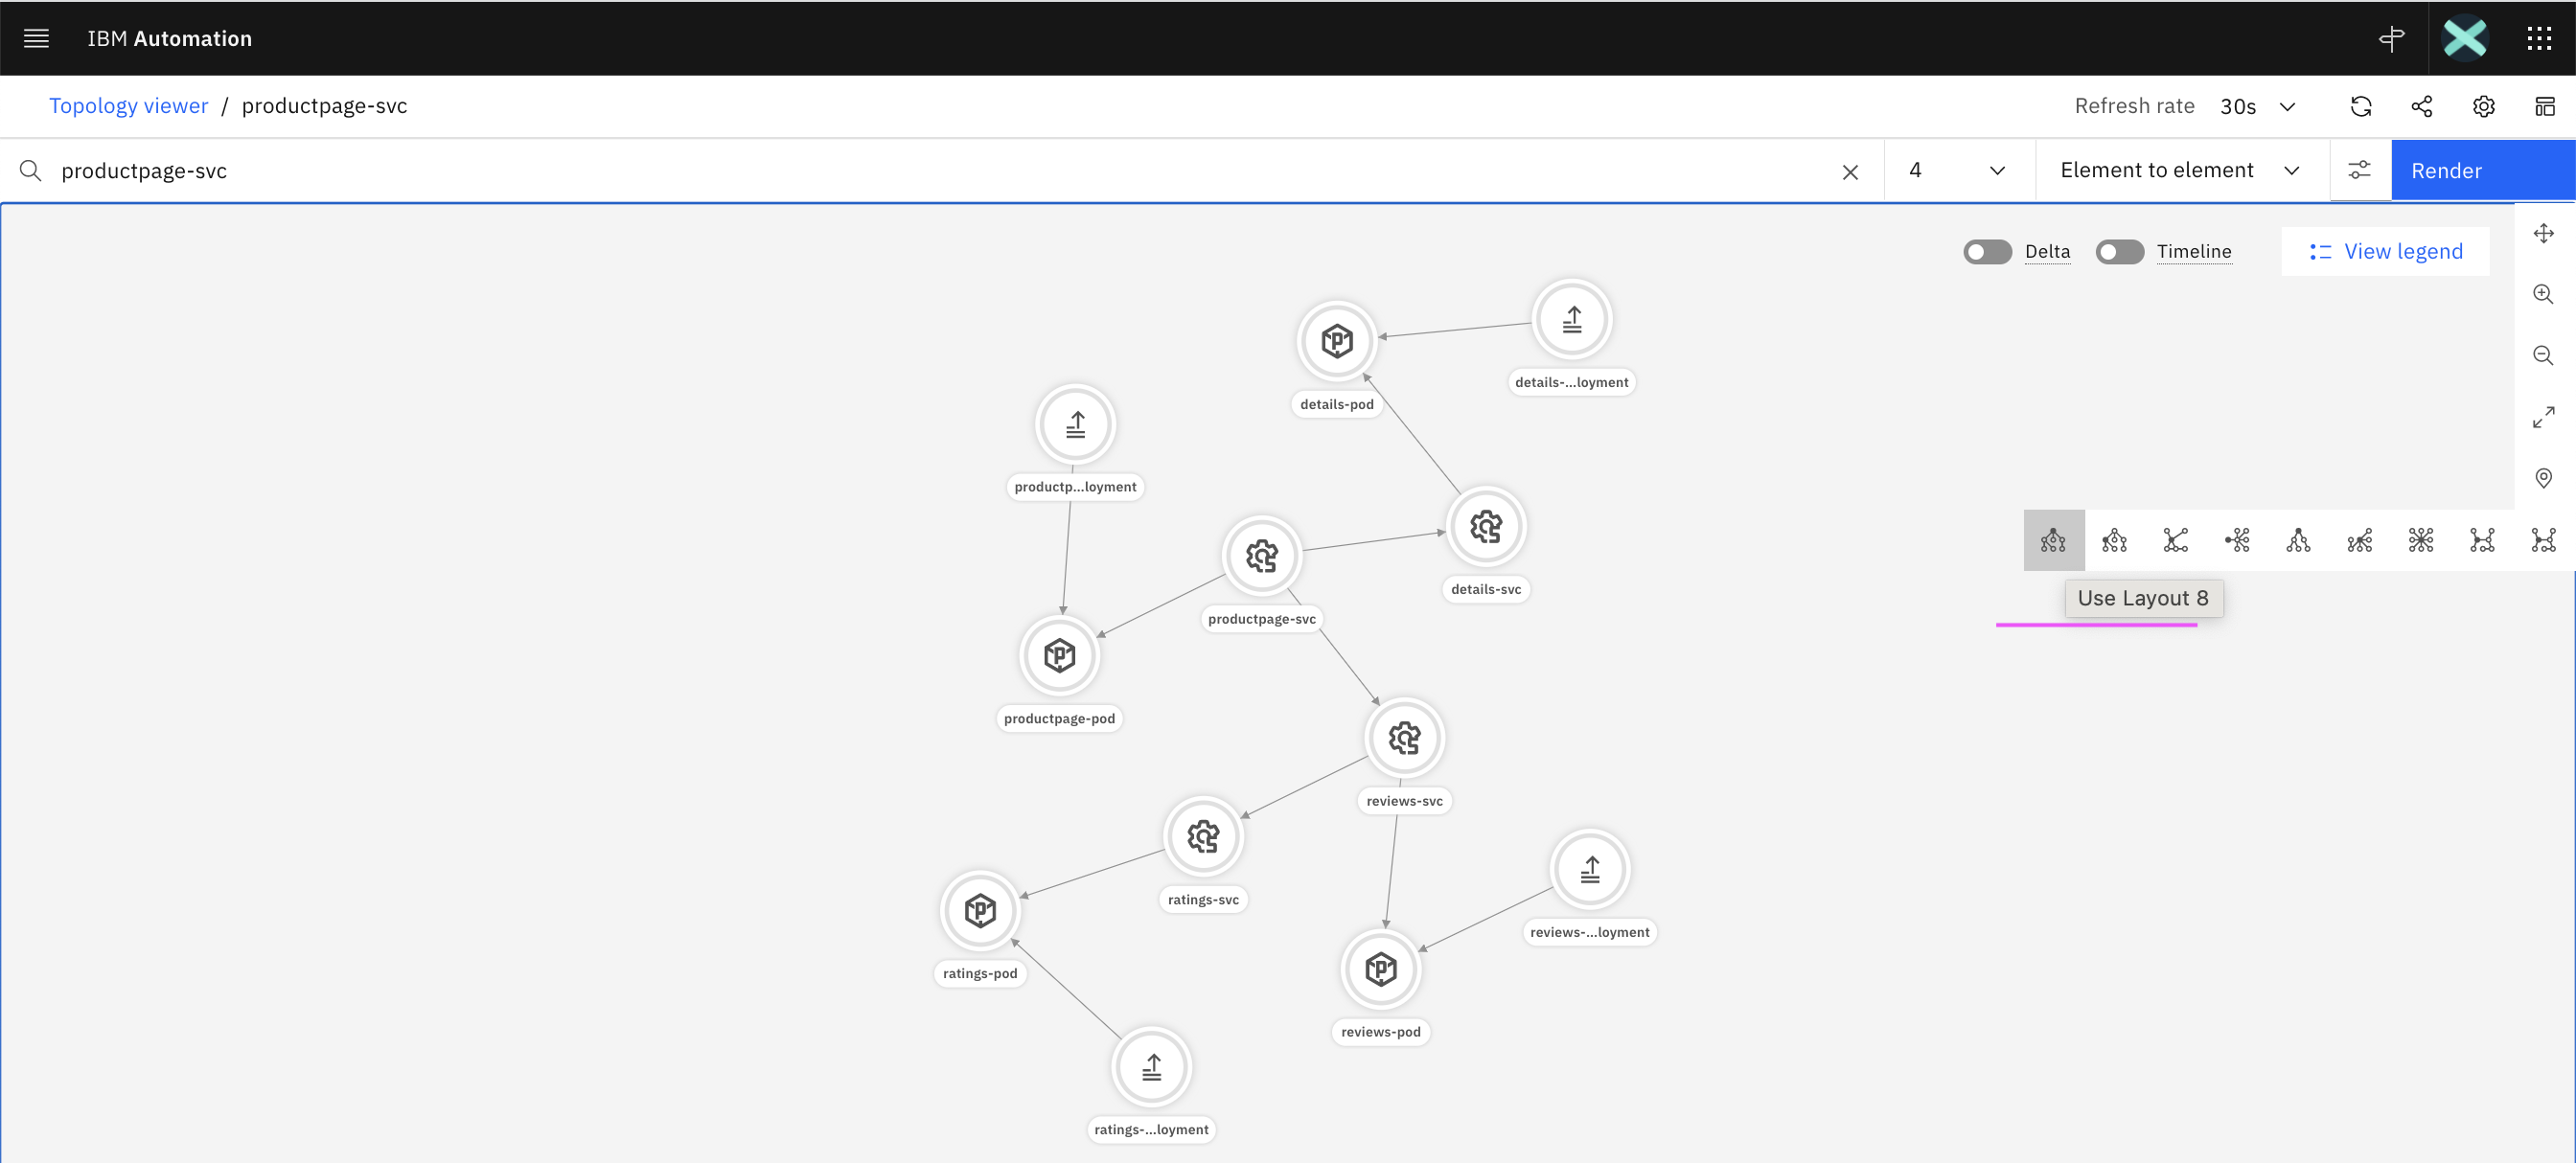 IBM Automation
Topology viewer / productpage-svc
Refresh rate 30s
productpage-svc
4
Element to element
Render
Delta
Timeline
View legend
details-...loyment
details-pod
productp...loyment
details-svc
Use Layout 8
productpage-svc
productpage-pod
reviews-svc
ratings-svc
reviews-...loyment
ratings-pod
reviews-pod
ratings-...loyment